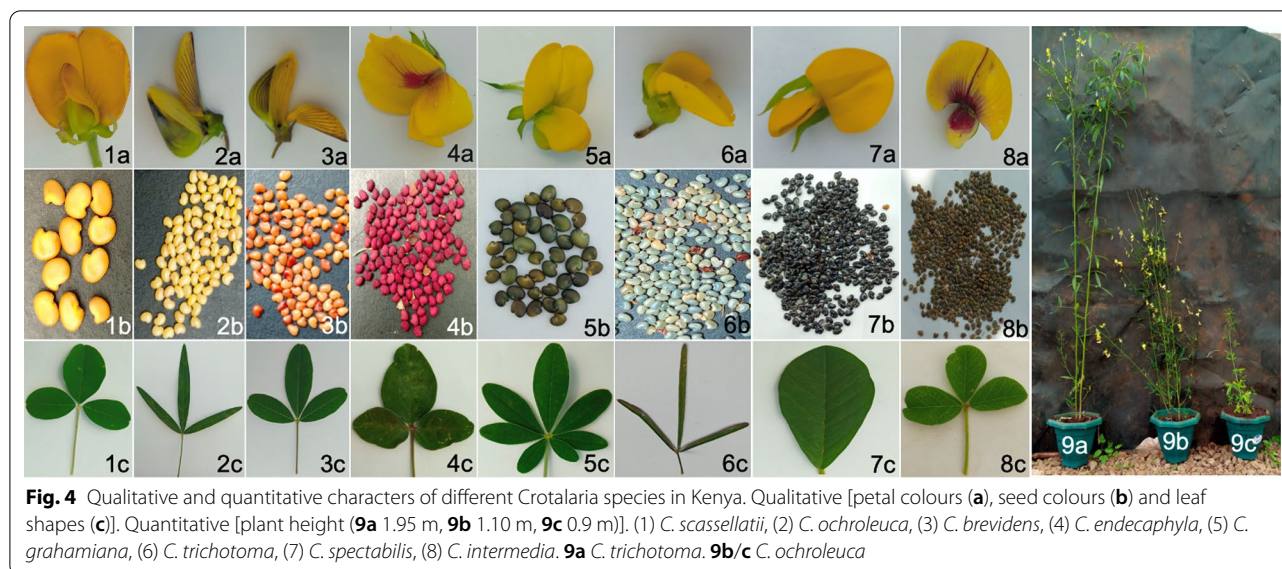 1a 2a 3a 4a 5a 6a 7a 8a
1b 2b 3b 4b 5b 6b 7b 8b
9a 9b 9c
1c 2c 3c 4c 5c 6c 7c 8c
Fig. 4 Qualitative and quantitative characters of different Crotalaria species in Kenya. Qualitative [petal colours (a), seed colours (b) and leaf
shapes (c)]. Quantitative [plant height (9a 1.95 m, 9b 1.10 m, 9c 0.9 m)]. (1) C. scassellatii, (2) C. ochroleuca, (3) C. brevidens, (4) C. endecaphyla, (5) C.
grahamiana, (6) C. trichotoma, (7) C. spectabilis, (8) C. intermedia. 9a C. trichotoma. 9b/c C. ochroleuca